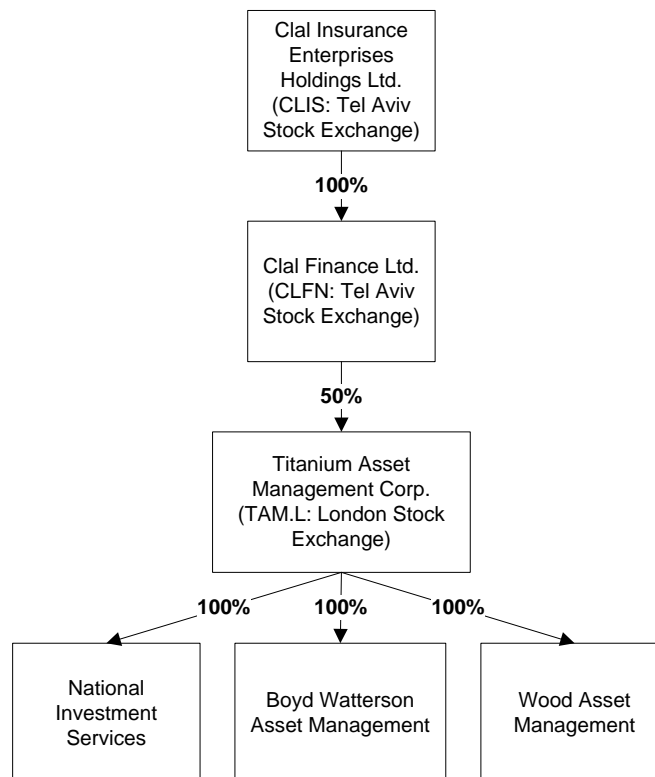 Clal Insurance
Enterprises
Holdings Ltd.
(CLIS: Tel Aviv
Stock Exchange)
100%
Clal Finance Ltd.
(CLFN: Tel Aviv
Stock Exchange)
50%
Titanium Asset
Management Corp.
(TAM.L: London Stock
Exchange)
100%
100%
100%
National
Investment
Services
Boyd Watterson
Asset Management
Wood Asset
Management